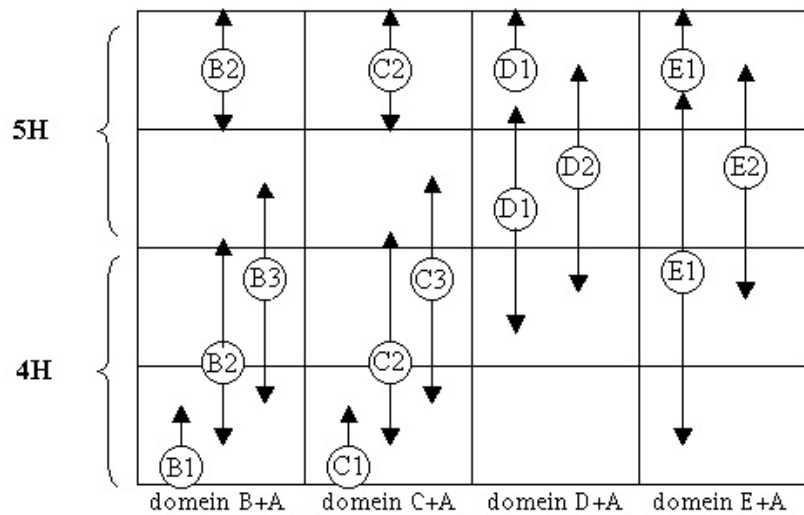 B2 C2 D1 E1
5H
D2 E2
D1
B3 C3 E1
4H
B2 C2
B1 C1
domein B+A domein C+A domein D+A domein E+A